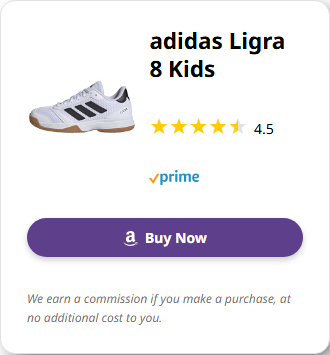 adidas Ligra
8 Kids
4.5
prime
Buy Now
We earn a commission if you make a purchase, at
no additional cost to you.